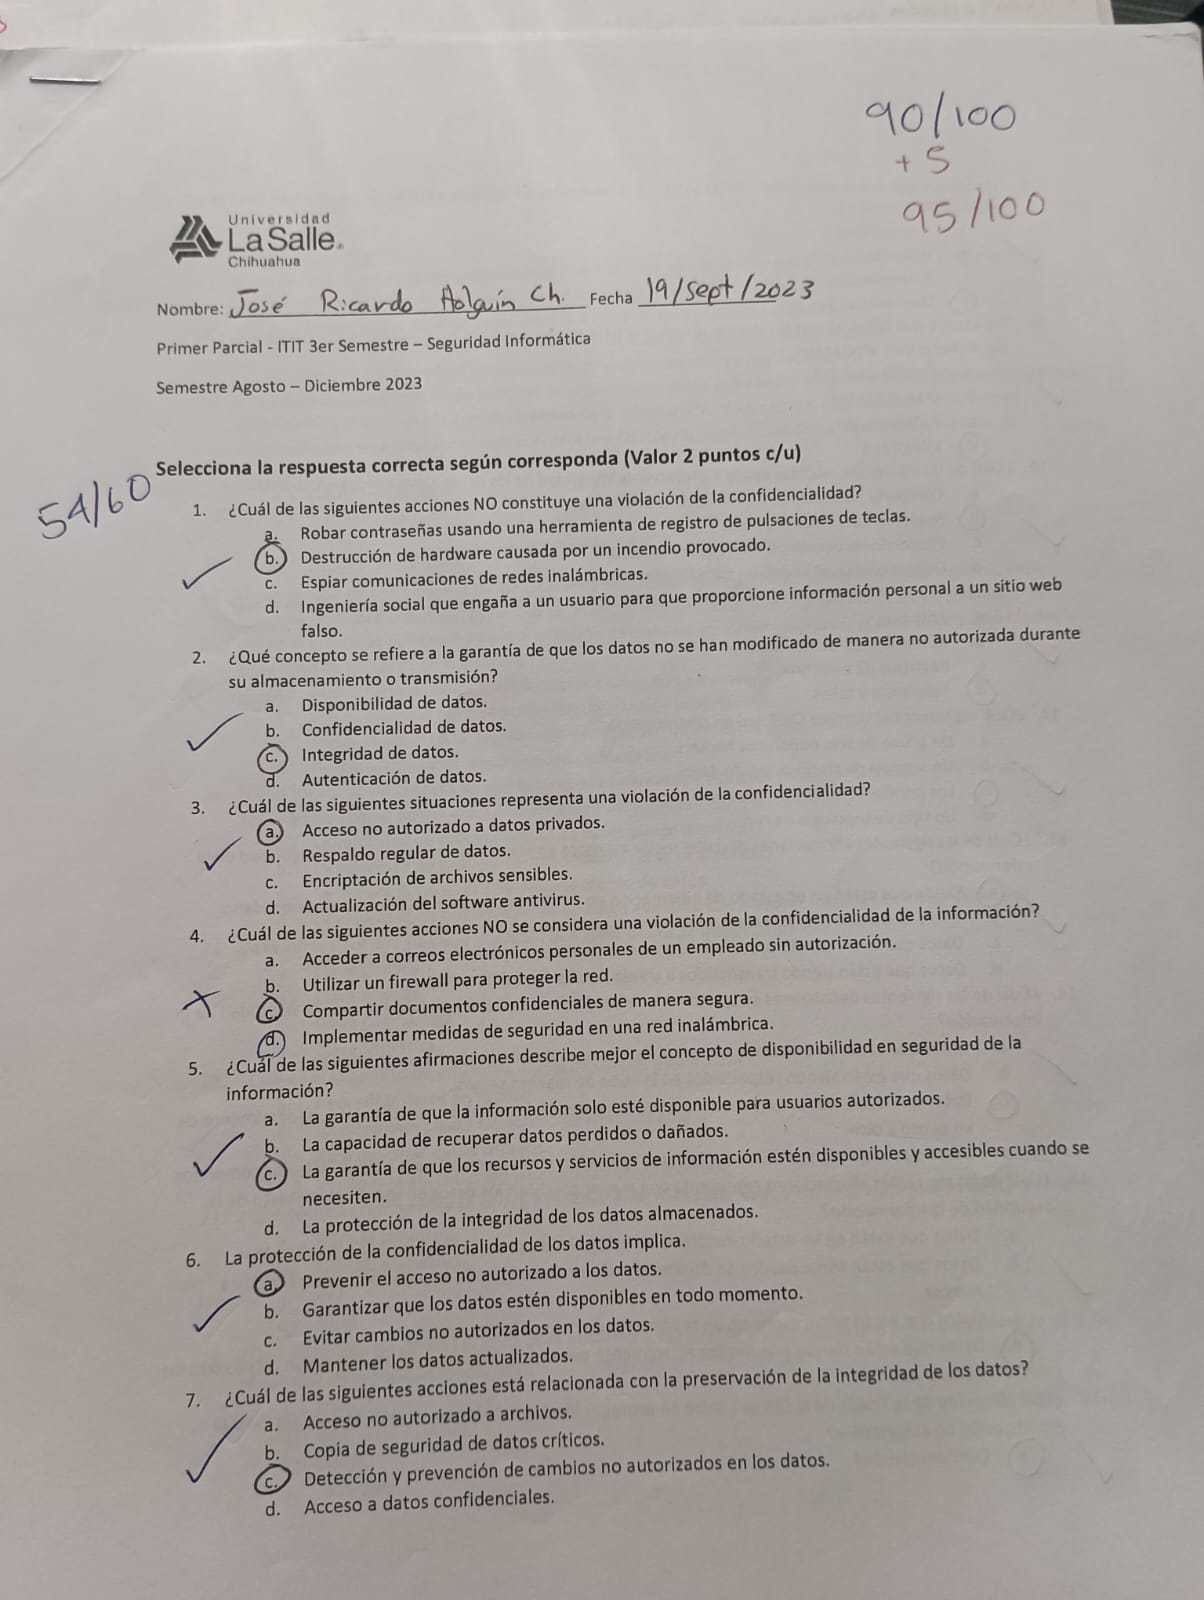 90/100
+ 5
95/100
Universidad
La Salle
Chihuahua
Nombre: José Ricardo Holguín Ch. Fecha 19/Sept/2023
Primer Parcial - ITIT 3er Semestre – Seguridad Informática
Semestre Agosto – Diciembre 2023
Selecciona la respuesta correcta según corresponda (Valor 2 puntos c/u)
54/60
1. ¿Cuál de las siguientes acciones NO constituye una violación de la confidencialidad?
a. Robar contraseñas usando una herramienta de registro de pulsaciones de teclas.
b. Destrucción de hardware causada por un incendio provocado.
c. Espiar comunicaciones de redes inalámbricas.
d. Ingeniería social que engaña a un usuario para que proporcione información personal a un sitio web
falso.
2. ¿Qué concepto se refiere a la garantía de que los datos no se han modificado de manera no autorizada durante
su almacenamiento o transmisión?
a. Disponibilidad de datos.
b. Confidencialidad de datos.
c. Integridad de datos.
d. Autenticación de datos.
3. ¿Cuál de las siguientes situaciones representa una violación de la confidencialidad?
a. Acceso no autorizado a datos privados.
b. Respaldo regular de datos.
c. Encriptación de archivos sensibles.
d. Actualización del software antivirus.
4. ¿Cuál de las siguientes acciones NO se considera una violación de la confidencialidad de la información?
a. Acceder a correos electrónicos personales de un empleado sin autorización.
b. Utilizar un firewall para proteger la red.
c. Compartir documentos confidenciales de manera segura.
d. Implementar medidas de seguridad en una red inalámbrica.
5. ¿Cuál de las siguientes afirmaciones describe mejor el concepto de disponibilidad en seguridad de la
información?
a. La garantía de que la información solo esté disponible para usuarios autorizados.
b. La capacidad de recuperar datos perdidos o dañados.
c. La garantía de que los recursos y servicios de información estén disponibles y accesibles cuando se
necesiten.
d. La protección de la integridad de los datos almacenados.
6. La protección de la confidencialidad de los datos implica.
a. Prevenir el acceso no autorizado a los datos.
b. Garantizar que los datos estén disponibles en todo momento.
c. Evitar cambios no autorizados en los datos.
d. Mantener los datos actualizados.
7. ¿Cuál de las siguientes acciones está relacionada con la preservación de la integridad de los datos?
a. Acceso no autorizado a archivos.
b. Copia de seguridad de datos críticos.
c. Detección y prevención de cambios no autorizados en los datos.
d. Acceso a datos confidenciales.